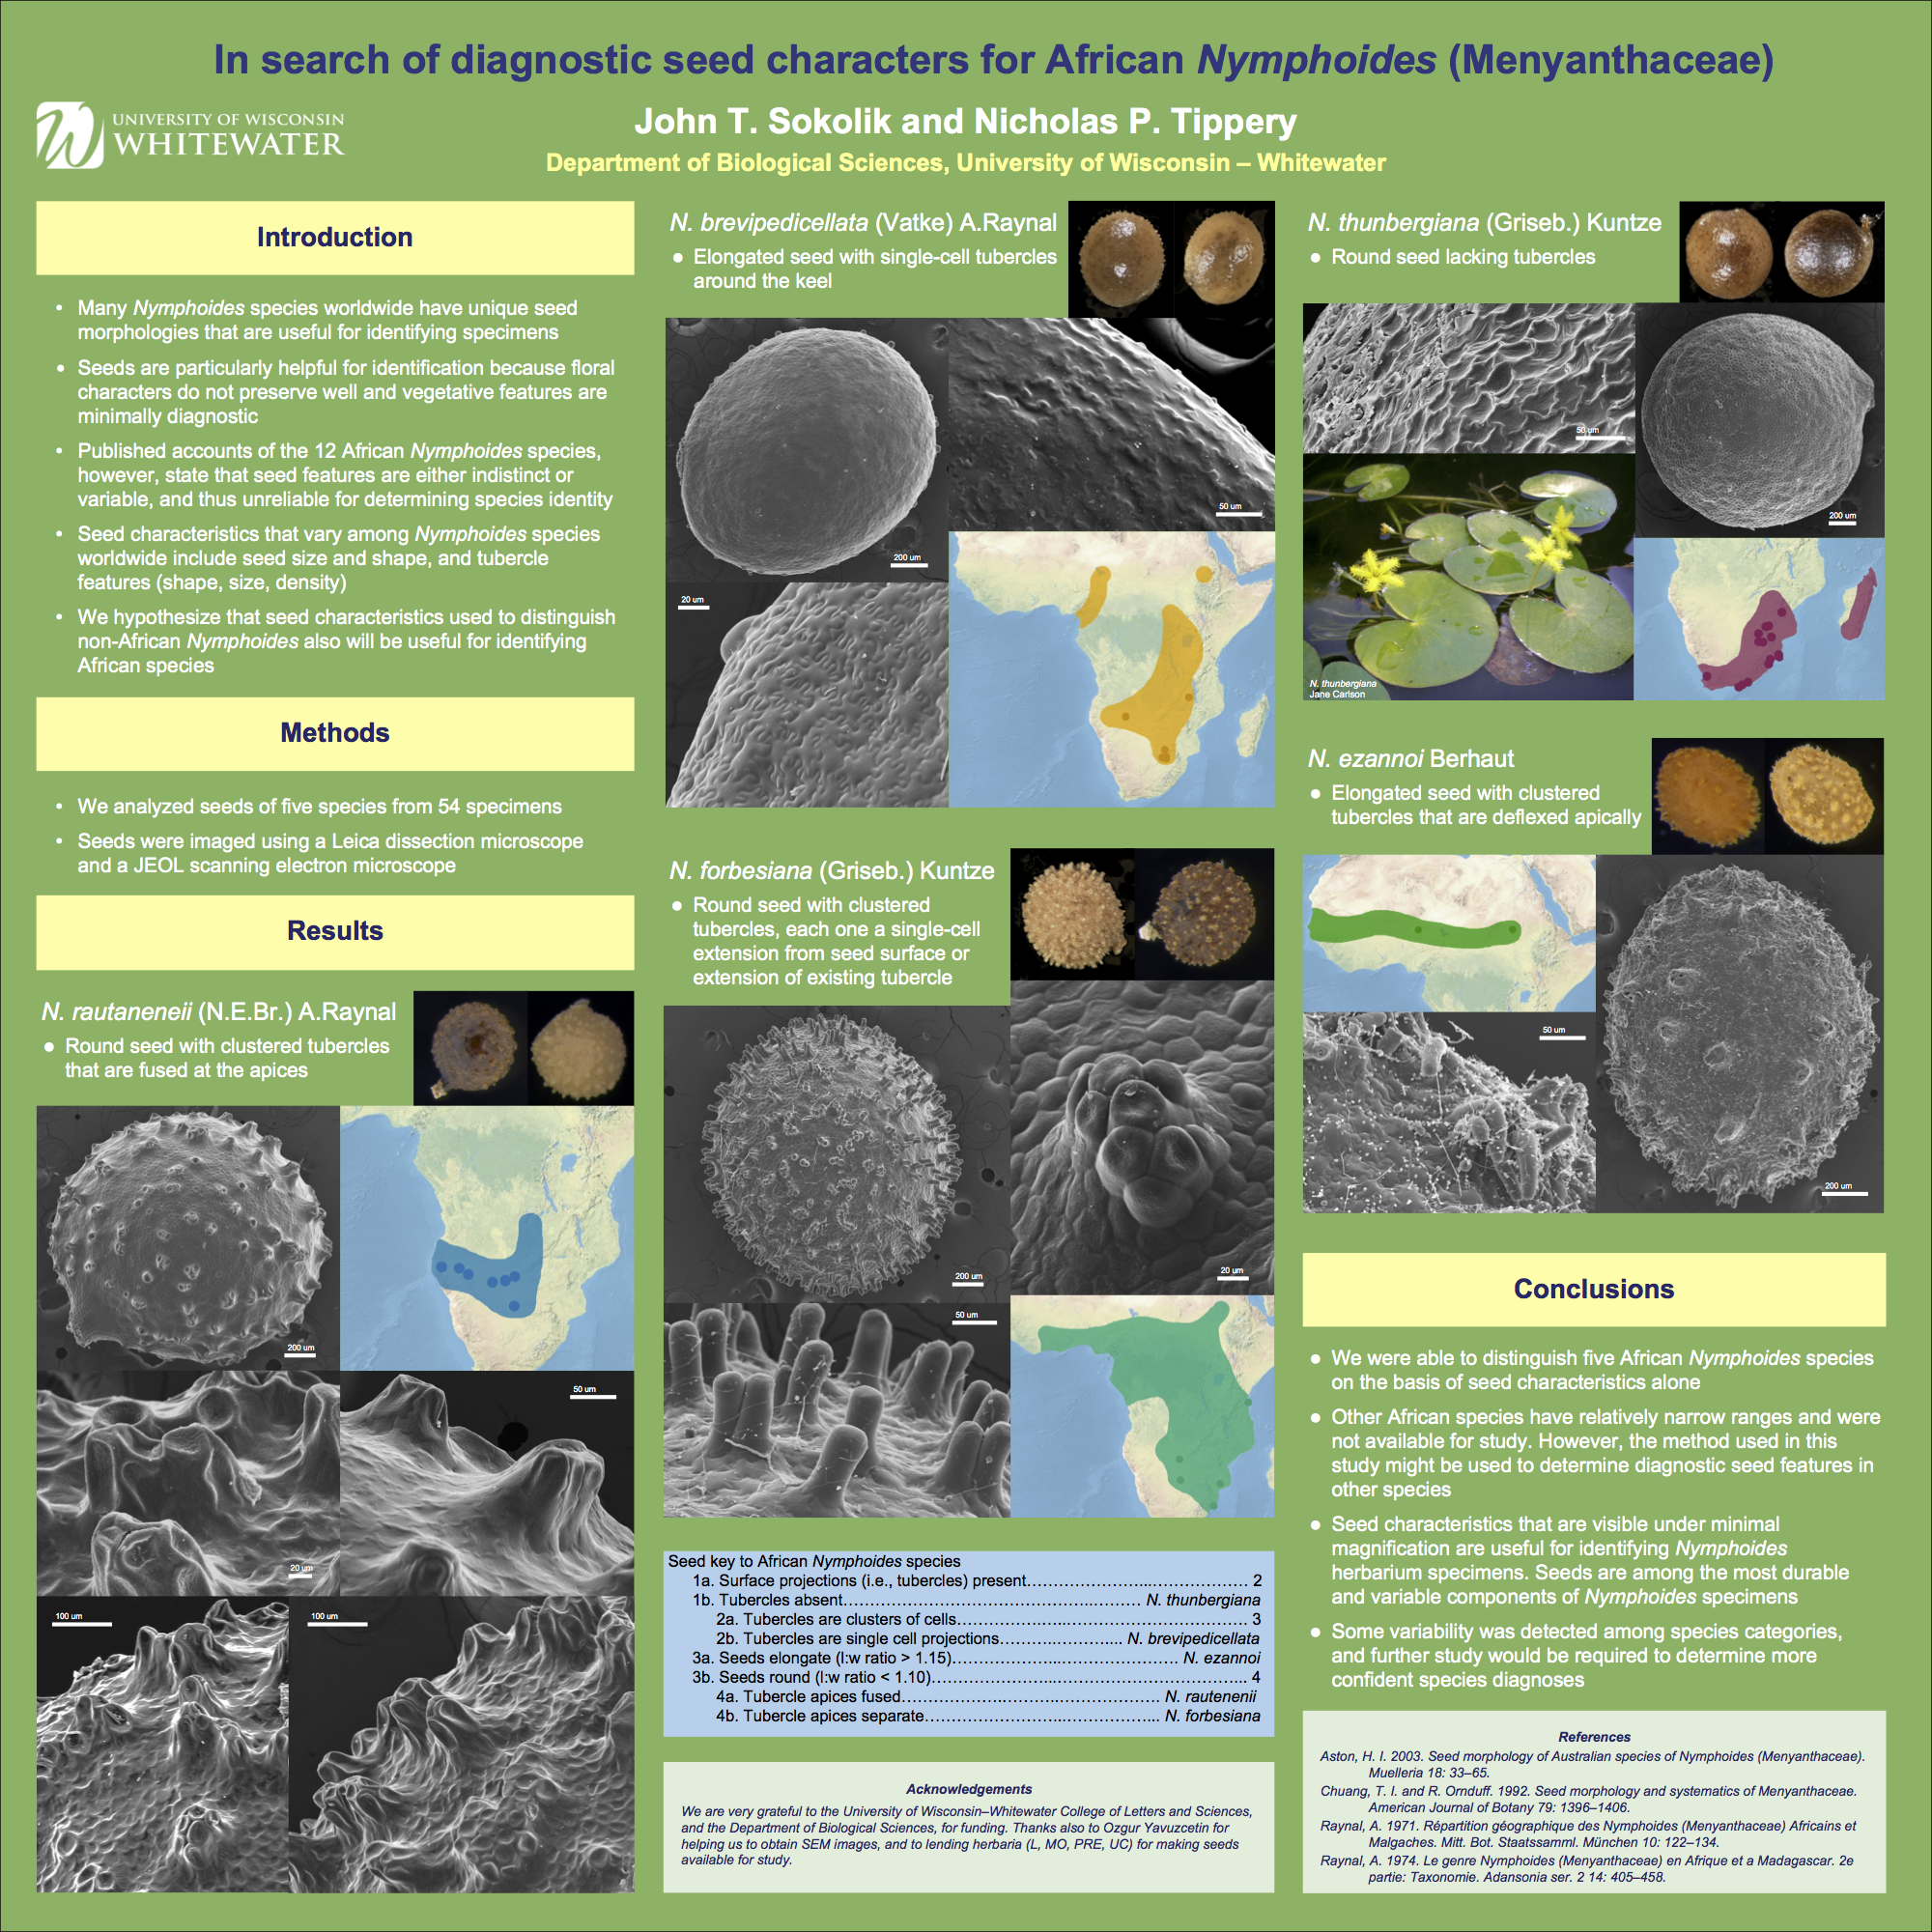 In search of diagnostic seed characters for African Nymphoides (Menyanthaceae)
UNIVERSITY OF WISCONSIN
WHITEWATER
John T. Sokolik and Nicholas P. Tippery
Department of Biological Sciences, University of Wisconsin – Whitewater
Introduction
• Many Nymphoides species worldwide have unique seed
morphologies that are useful for identifying specimens
• Seeds are particularly helpful for identification because floral
characters do not preserve well and vegetative features are
minimally diagnostic
• Published accounts of the 12 African Nymphoides species,
however, state that seed features are either indistinct or
variable, and thus unreliable for determining species identity
• Seed characteristics that vary among Nymphoides species
worldwide include seed size and shape, and tubercle
features (shape, size, density)
• We hypothesize that seed characteristics used to distinguish
non-African Nymphoides also will be useful for identifying
African species
Methods
• We analyzed seeds of five species from 54 specimens
• Seeds were imaged using a Leica dissection microscope
and a JEOL scanning electron microscope
Results
N. rautaneneii (N.E.Br.) A.Raynal
● Round seed with clustered tubercles
that are fused at the apices
200 um
50 um
20 um
100 um
100 um
N. brevipedicellata (Vatke) A.Raynal
● Elongated seed with single-cell tubercles
around the keel
50 um
200 um
20 um
N. forbesiana (Griseb.) Kuntze
● Round seed with clustered
tubercles, each one a single-cell
extension from seed surface or
extension of existing tubercle
200 um
20 um
50 um
Seed key to African Nymphoides species
1a. Surface projections (i.e., tubercles) present……………………...……………… 2
1b. Tubercles absent………………………………………..……… N. thunbergiana
2a. Tubercles are clusters of cells……………………………………………… 3
2b. Tubercles are single cell projections………..………... N. brevipedicellata
3a. Seeds elongate (l:w ratio > 1.15)…………………...…………………. N. ezannoi
3b. Seeds round (l:w ratio < 1.10)…………………...………………………………... 4
4a. Tubercle apices fused……………….………..………………. N. rautenenii
4b. Tubercle apices separate……………………...……………... N. forbesiana
Acknowledgements
We are very grateful to the University of Wisconsin–Whitewater College of Letters and Sciences,
and the Department of Biological Sciences, for funding. Thanks also to Ozgur Yavuzcetin for
helping us to obtain SEM images, and to lending herbaria (L, MO, PRE, UC) for making seeds
available for study.
N. thunbergiana (Griseb.) Kuntze
● Round seed lacking tubercles
50 um
200 um
N. thunbergiana
Jane Carlson
N. ezannoi Berhaut
● Elongated seed with clustered
tubercles that are deflexed apically
50 um
200 um
Conclusions
● We were able to distinguish five African Nymphoides species
on the basis of seed characteristics alone
● Other African species have relatively narrow ranges and were
not available for study. However, the method used in this
study might be used to determine diagnostic seed features in
other species
● Seed characteristics that are visible under minimal
magnification are useful for identifying Nymphoides
herbarium specimens. Seeds are among the most durable
and variable components of Nymphoides specimens
● Some variability was detected among species categories,
and further study would be required to determine more
confident species diagnoses
References
Aston, H. I. 2003. Seed morphology of Australian species of Nymphoides (Menyanthaceae).
Muelleria 18: 33–65.
Chuang, T. I. and R. Ornduff. 1992. Seed morphology and systematics of Menyanthaceae.
American Journal of Botany 79: 1396–1406.
Raynal, A. 1971. Répartition géographique des Nymphoides (Menyanthaceae) Africains et
Malgaches. Mitt. Bot. Staatssamml. München 10: 122–134.
Raynal, A. 1974. Le genre Nymphoides (Menyanthaceae) en Afrique et a Madagascar. 2e
partie: Taxonomie. Adansonia ser. 2 14: 405–458.